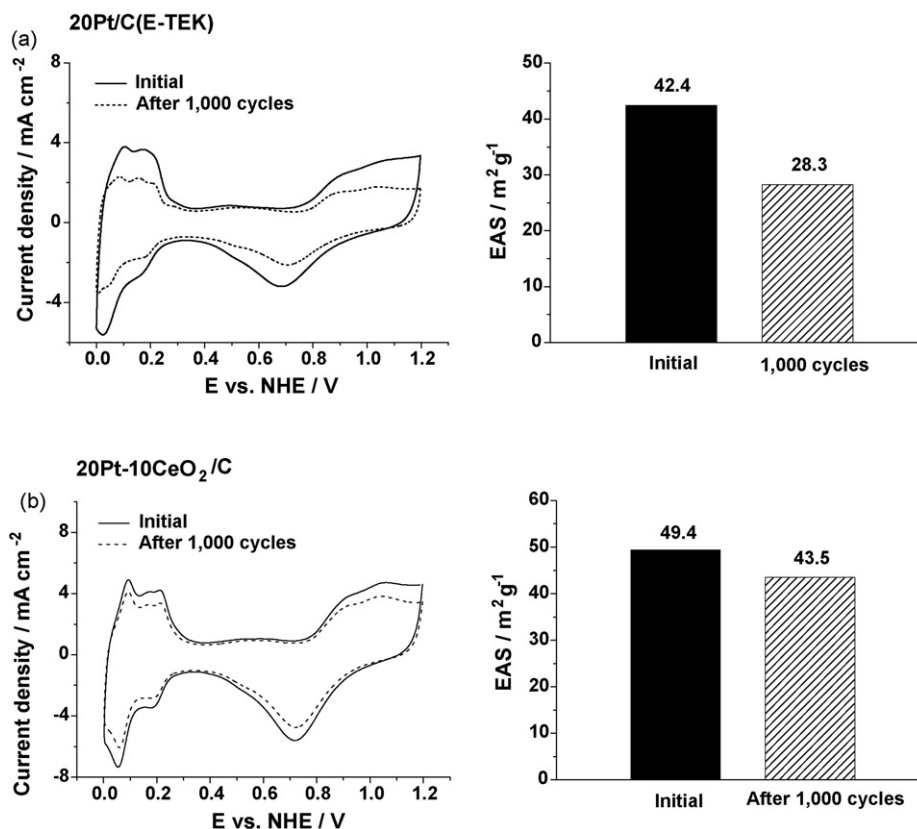 20Pt/C(E-TEK)
(a)
8
4
0
-4
Current density / mA cm⁻²
Initial
After 1,000 cycles
0.0 0.2 0.4 0.6 0.8 1.0 1.2
E vs. NHE / V
50
40
30
20
10
0
EAS / m² g⁻¹
42.4
28.3
Initial 1,000 cycles
20Pt-10CeO₂/C
(b)
8
4
0
-4
-8
Current density / mA cm⁻²
Initial
After 1,000 cycles
0.0 0.2 0.4 0.6 0.8 1.0 1.2
E vs. NHE / V
60
50
40
30
20
10
0
EAS / m² g⁻¹
49.4
43.5
Initial After 1,000 cycles